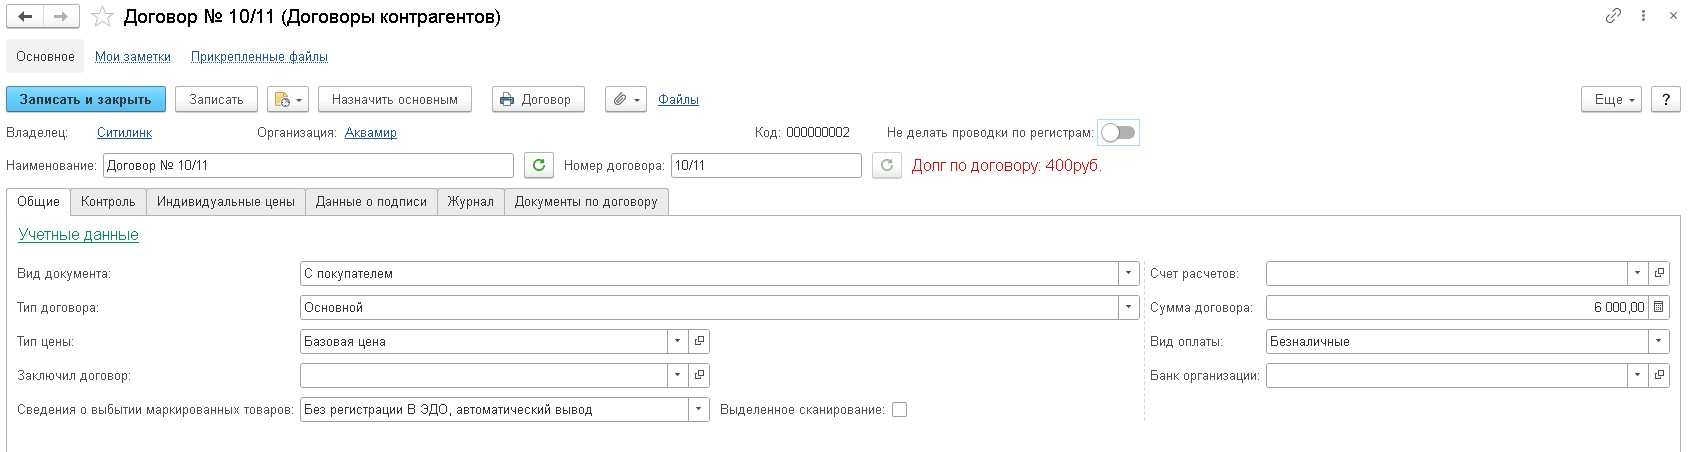 Договор № 10/11 (Договоры контрагентов)
Основное Мои заметки Прикрепленные файлы
Записать и закрыть Записать Назначить основным Договор Файлы Еще ?
Владелец: Ситилинк Организация: Аквамир Код: 000000002 Не делать проводки по регистрам:
Наименование: Договор № 10/11 Номер договора: 10/11 Долг по договору: 400руб.
Общие Контроль Индивидуальные цены Данные о подписи Журнал Документы по договору
Учетные данные
Вид документа: С покупателем Счет расчетов:
Тип договора: Основной Сумма договора: 6 000,00
Тип цены: Базовая цена Вид оплаты: Безналичные
Заключил договор: Банк организации:
Сведения о выбытии маркированных товаров: Без регистрации В ЭДО, автоматический вывод Выделенное сканирование: